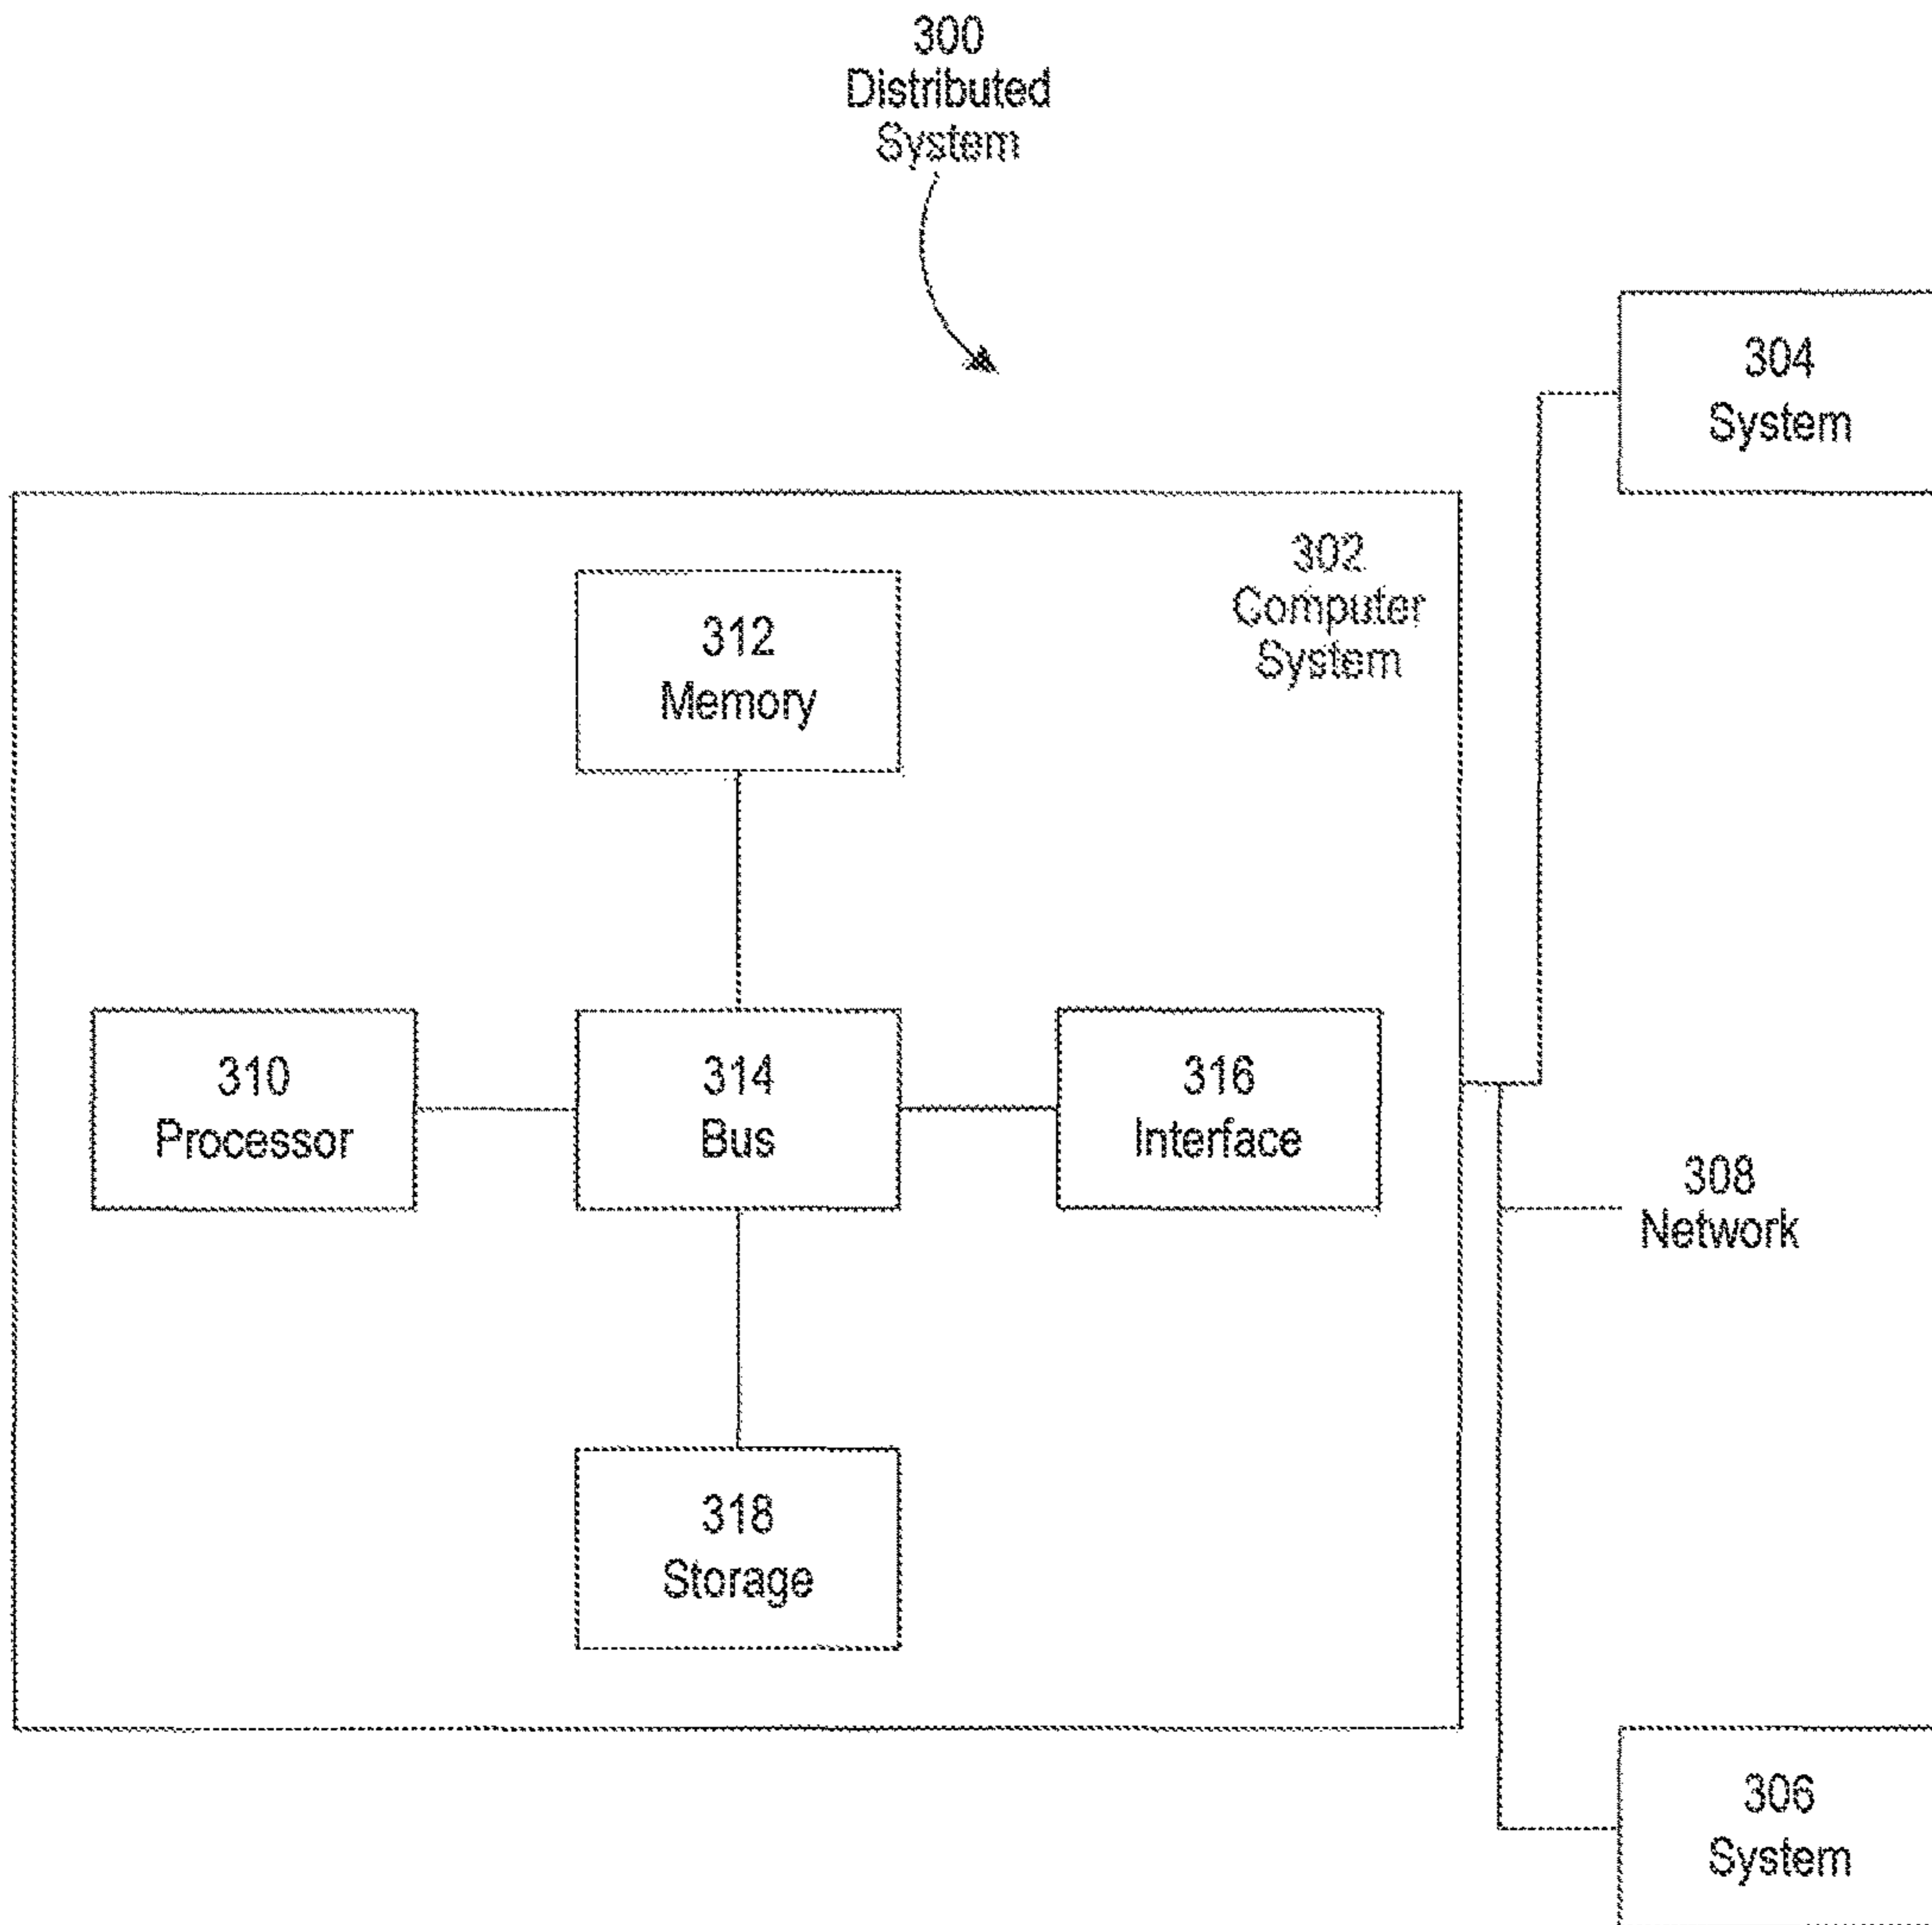 300
Distributed
System
304
System
302
Computer
System
312
Memory
310
Processor
314
Bus
316
Interface
308
Network
318
Storage
306
System